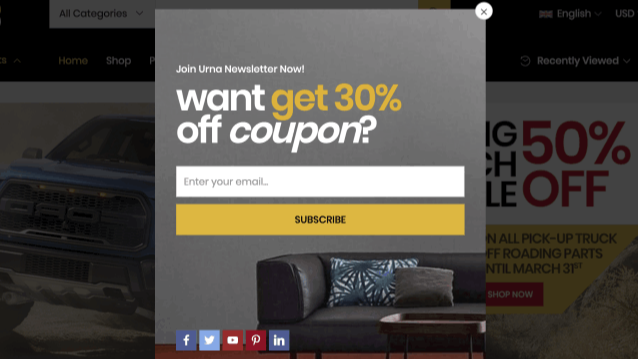 All Categories
English
USD
Home
Shop
Recently Viewed
Join Urna Newsletter Now!
want get 30%
off coupon?
Enter your email...
SUBSCRIBE
50%
OFF
ON ALL PICK-UP TRUCK
OFF ROADING PARTS
UNTIL MARCH 31ST
SHOP NOW